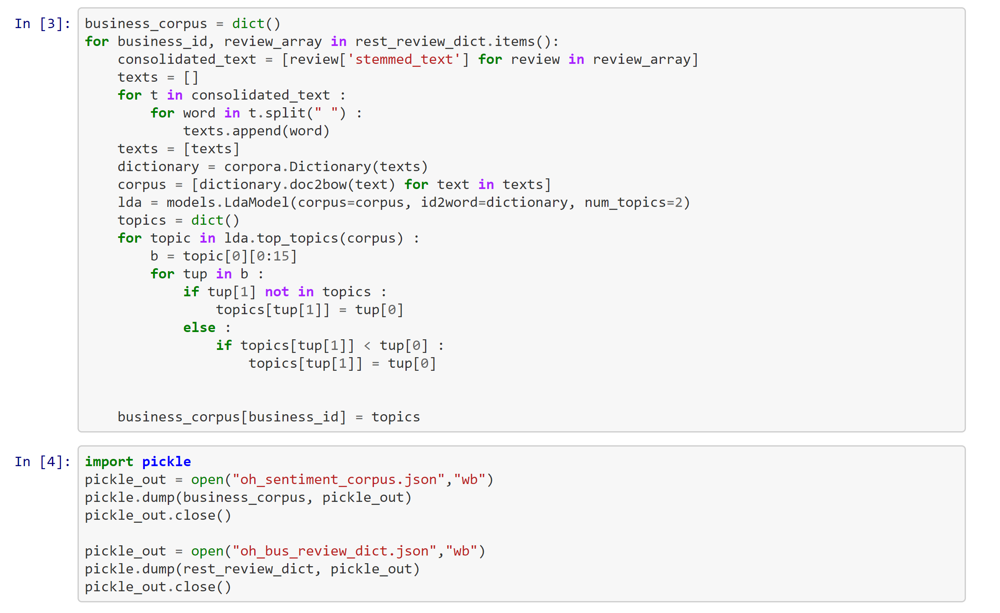 In [3]:
business_corpus = dict()
for business_id, review_array in rest_review_dict.items():
    consolidated_text = [review['stemmed_text'] for review in review_array]
    texts = []
    for t in consolidated_text :
        for word in t.split(" ") :
            texts.append(word)
    texts = [texts]
    dictionary = corpora.Dictionary(texts)
    corpus = [dictionary.doc2bow(text) for text in texts]
    lda = models.LdaModel(corpus=corpus, id2word=dictionary, num_topics=2)
    topics = dict()
    for topic in lda.top_topics(corpus) :
        b = topic[0][0:15]
        for tup in b :
            if tup[1] not in topics :
                topics[tup[1]] = tup[0]
            else :
                if topics[tup[1]] < tup[0] :
                    topics[tup[1]] = tup[0]
    business_corpus[business_id] = topics
In [4]:
import pickle
pickle_out = open("oh_sentiment_corpus.json","wb")
pickle.dump(business_corpus, pickle_out)
pickle_out.close()
pickle_out = open("oh_bus_review_dict.json","wb")
pickle.dump(rest_review_dict, pickle_out)
pickle_out.close()